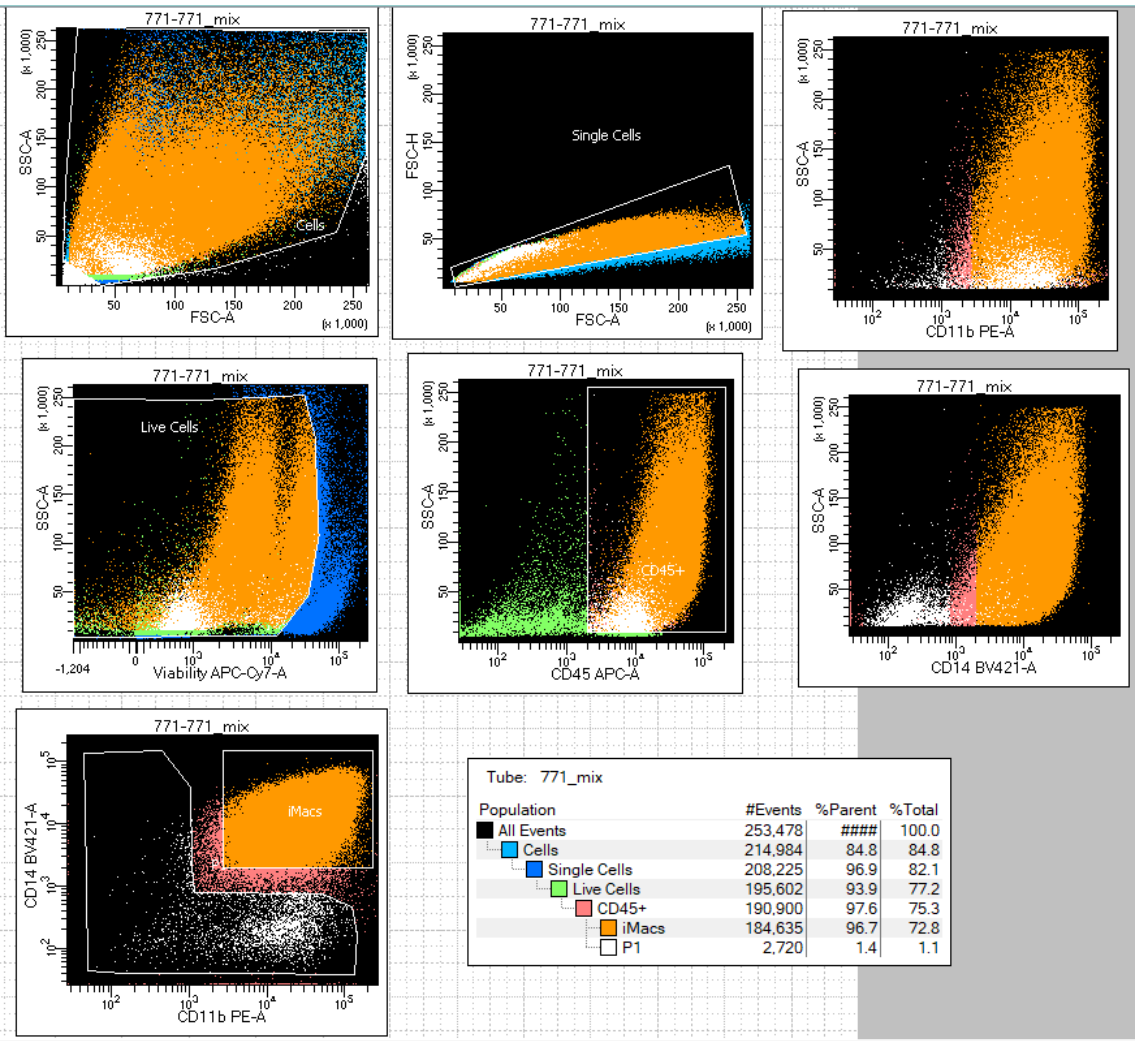 771-771_mix
(x 1,000)
SSC-A
50 100 150 200 250
Cells
50 100 150 200 250
FSC-A
(x 1,000)
771-771_mix
(x 1,000)
FSC-H
50 100 150 200 250
Single Cells
50 100 150 200 250
FSC-A
(x 1,000)
771-771_mix
(x 1,000)
SSC-A
50 100 150 200 250
10^2 10^3 10^4 10^5
CD11b PE-A
771-771_mix
(x 1,000)
SSC-A
50 100 150 200 250
Live Cells
-1,204 0 10^3 10^4 10^5
Viability APC-Cy7-A
771-771_mix
(x 1,000)
SSC-A
50 100 150 200 250
CD45+
10^2 10^3 10^4 10^5
CD45 APC-A
771-771_mix
(x 1,000)
SSC-A
50 100 150 200 250
10^2 10^3 10^4 10^5
CD14 BV421-A
771-771_mix
CD14 BV421-A
10^2 10^3 10^4 10^5
iMacs
10^2 10^3 10^4 10^5
CD11b PE-A
Tube: 771_mix
Population #Events %Parent %Total
All Events 253,478 #### 100.0
Cells 214,984 84.8 84.8
Single Cells 208,225 96.9 82.1
Live Cells 195,602 93.9 77.2
CD45+ 190,900 97.6 75.3
iMacs 184,635 96.7 72.8
P1 2,720 1.4 1.1